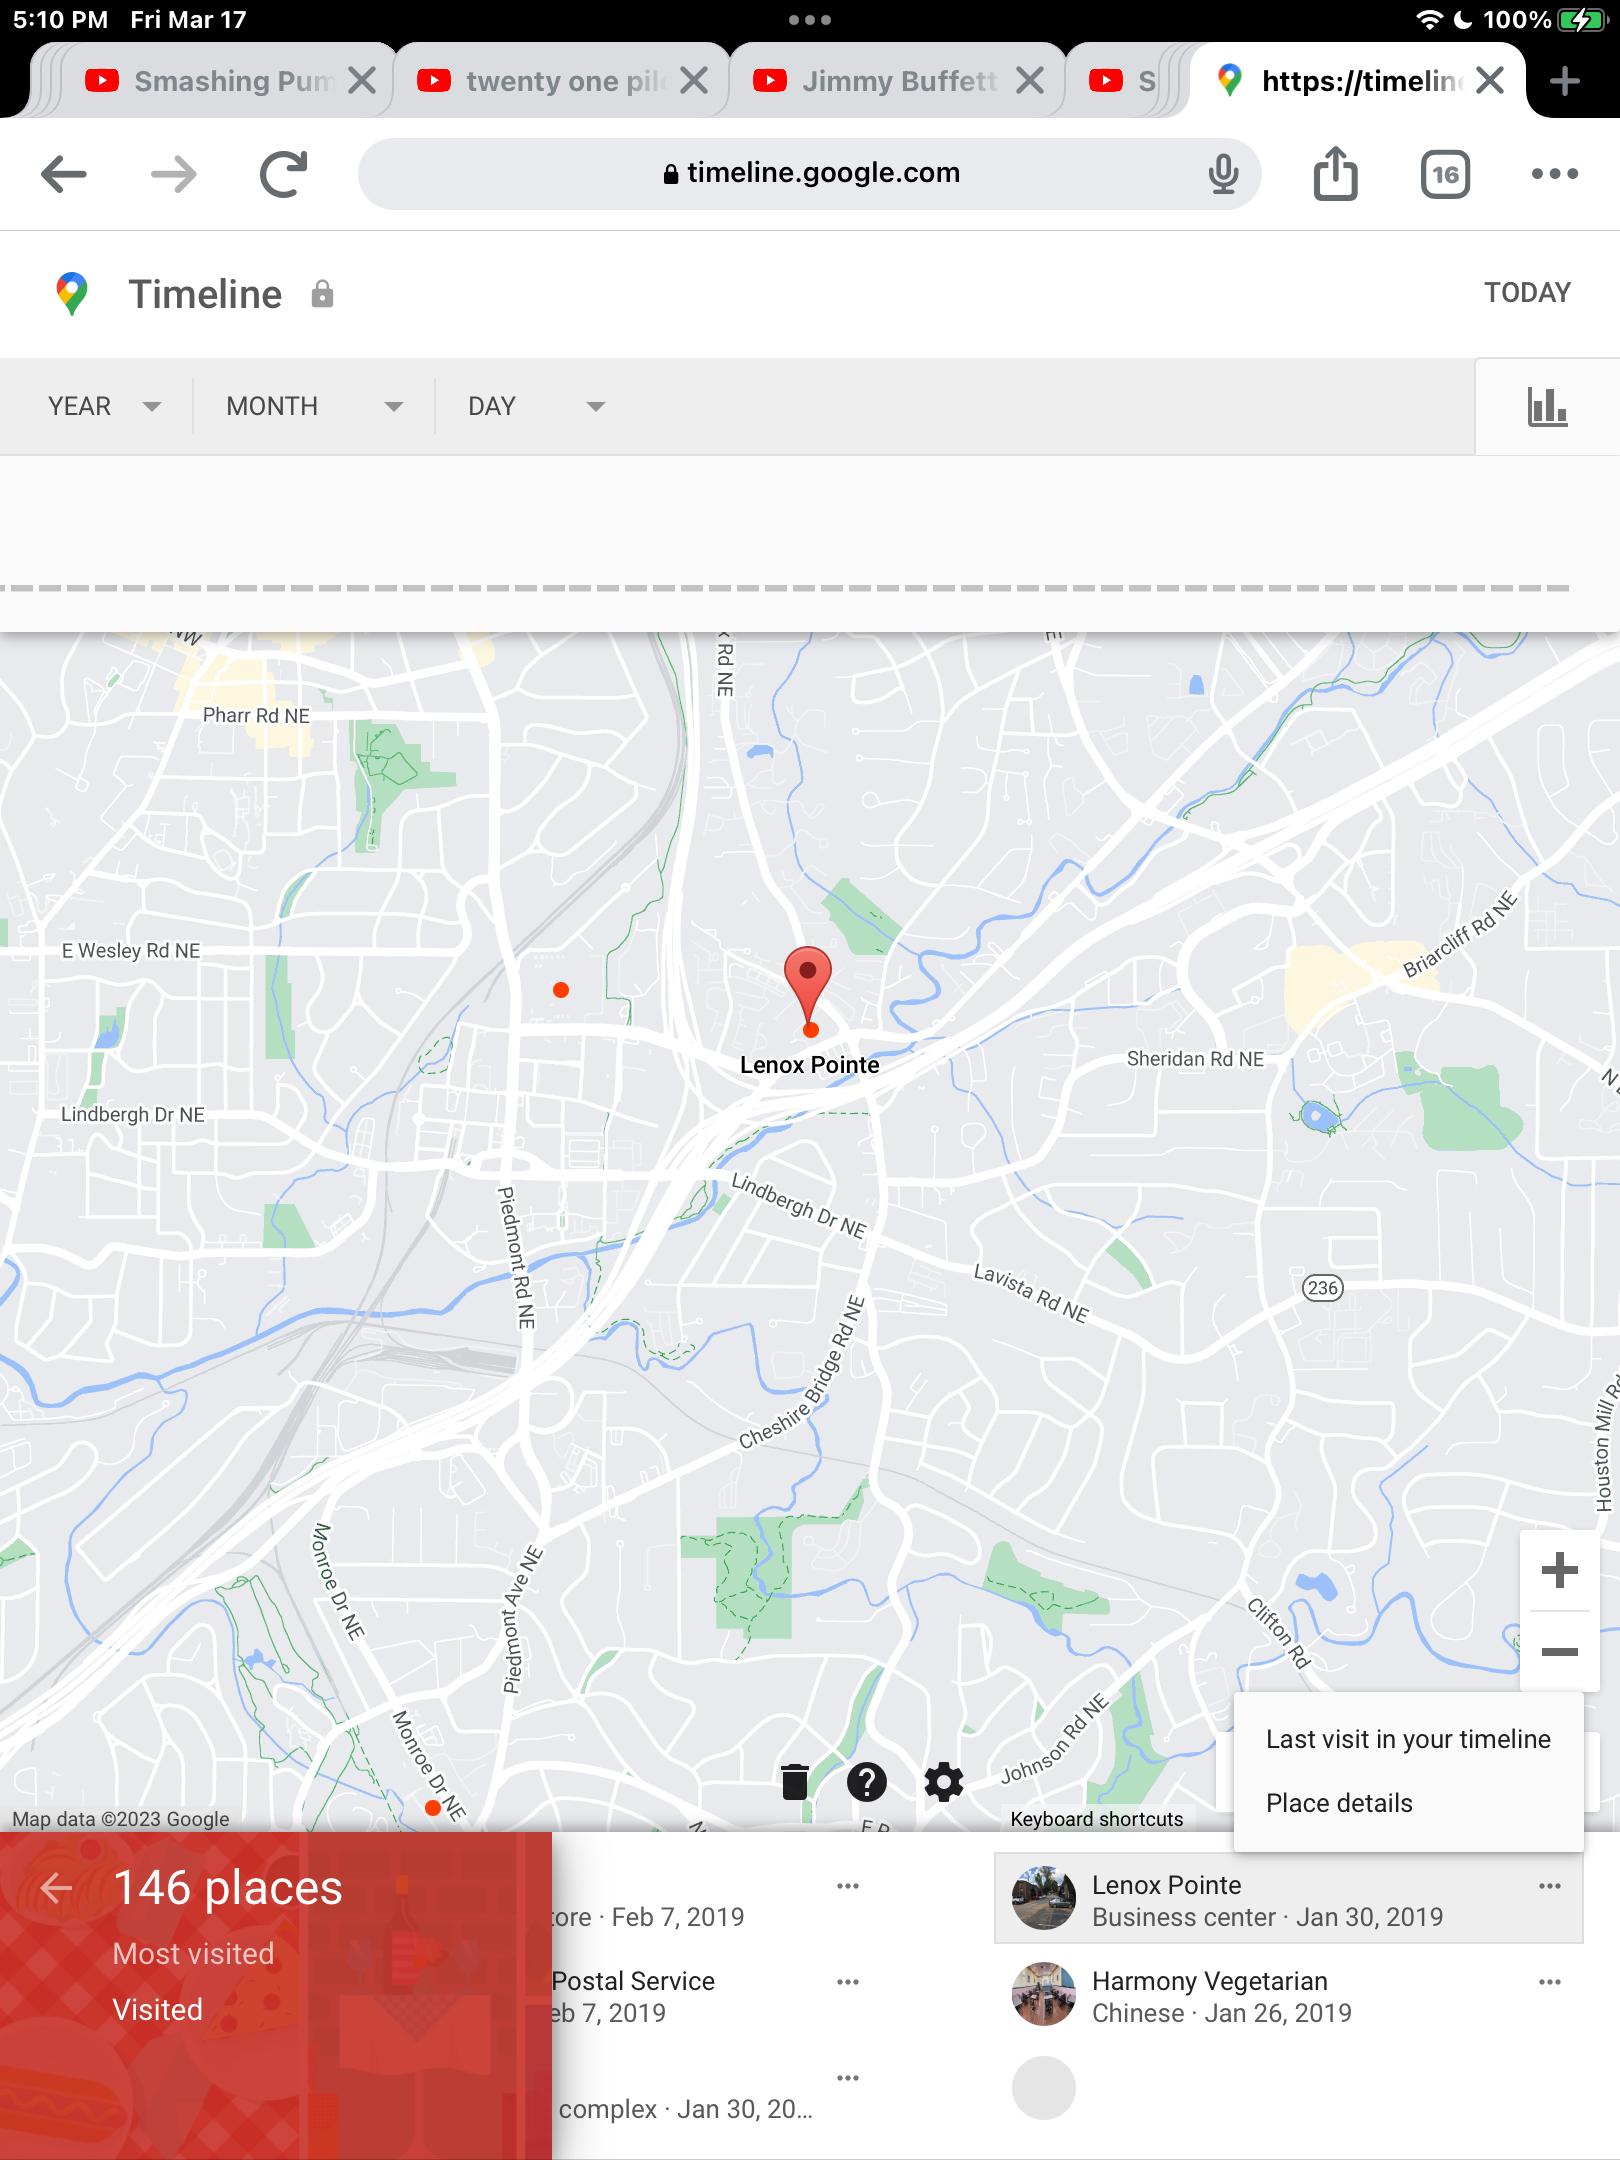 5:10 PM Fri Mar 17
100%
Smashing Pum
twenty one pil
Jimmy Buffett
S
https://timelin
timeline.google.com
16
Timeline
TODAY
YEAR
MONTH
DAY
NW
Rd NE
E
Pharr Rd NE
Briarcliff Rd NE
E Wesley Rd NE
Lenox Pointe
Sheridan Rd NE
N
Lindbergh Dr NE
Lindbergh Dr NE
Piedmont Rd NE
Lavista Rd NE
236
Cheshire Bridge Rd NE
Houston Mill Rd
Monroe Dr NE
Piedmont Ave NE
Clifton Rd
Monroe Dr NE
Johnson Rd NE
Last visit in your timeline
Place details
Map data ©2023 Google
Keyboard shortcuts
146 places
Most visited
Visited
tore · Feb 7, 2019
Postal Service
eb 7, 2019
complex · Jan 30, 20...
Lenox Pointe
Business center · Jan 30, 2019
Harmony Vegetarian
Chinese · Jan 26, 2019